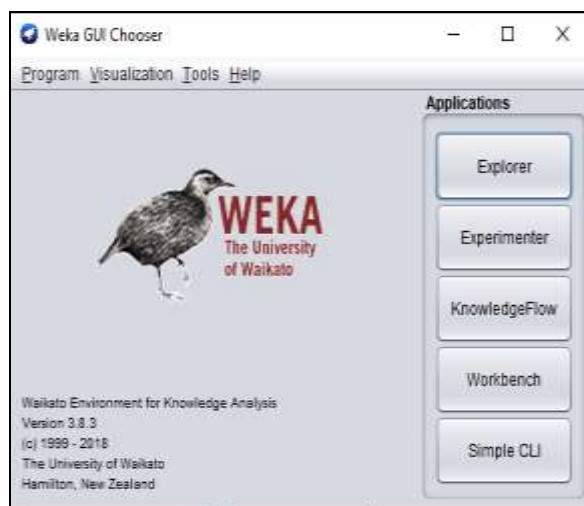 Weka GUI Chooser
Program Visualization Tools Help
Applications
Explorer
Experimenter
KnowledgeFlow
Workbench
Simple CLI
WEKA
The University
of Waikato
Waikato Environment for Knowledge Analysis
Version 3.8.3
(c) 1999 - 2018
The University of Waikato
Hamilton, New Zealand